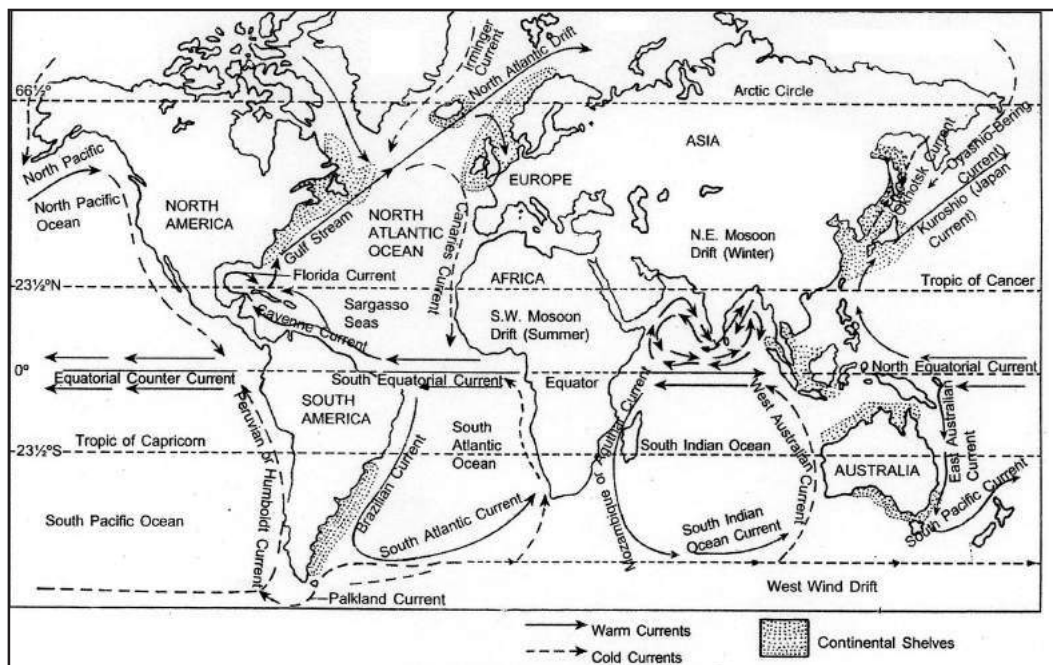 Irminger
Current
North Atlantic Drift
66½°
Arctic Circle
North Pacific
North Pacific
Ocean
NORTH
AMERICA
Gulf Stream
NORTH
ATLANTIC
OCEAN
Canaries Current
EUROPE
ASIA
Okhotsk Current
Oyashio-Bering
Current)
Kuroshio (Japan
Current)
N.E. Mosoon
Drift (Winter)
Florida Current
23½°N
Tropic of Cancer
Sargasso
Seas
Cayenne Current
AFRICA
S.W. Mosoon
Drift (Summer)
0°
Equatorial Counter Current
South Equatorial Current
Equator
North Equatorial Current
SOUTH
AMERICA
Peruvian or Humboldt Current
Tropic of Capricorn
23½°S
Brazilian Current
South
Atlantic
Ocean
South Atlantic Current
Mozambique or Agulha Current
South Indian Ocean
South Indian
Ocean Current
West Australian Current
AUSTRALIA
East Australian
Current
South Pacific Current
South Pacific Ocean
West Wind Drift
Palkland Current
Warm Currents
Cold Currents
Continental Shelves